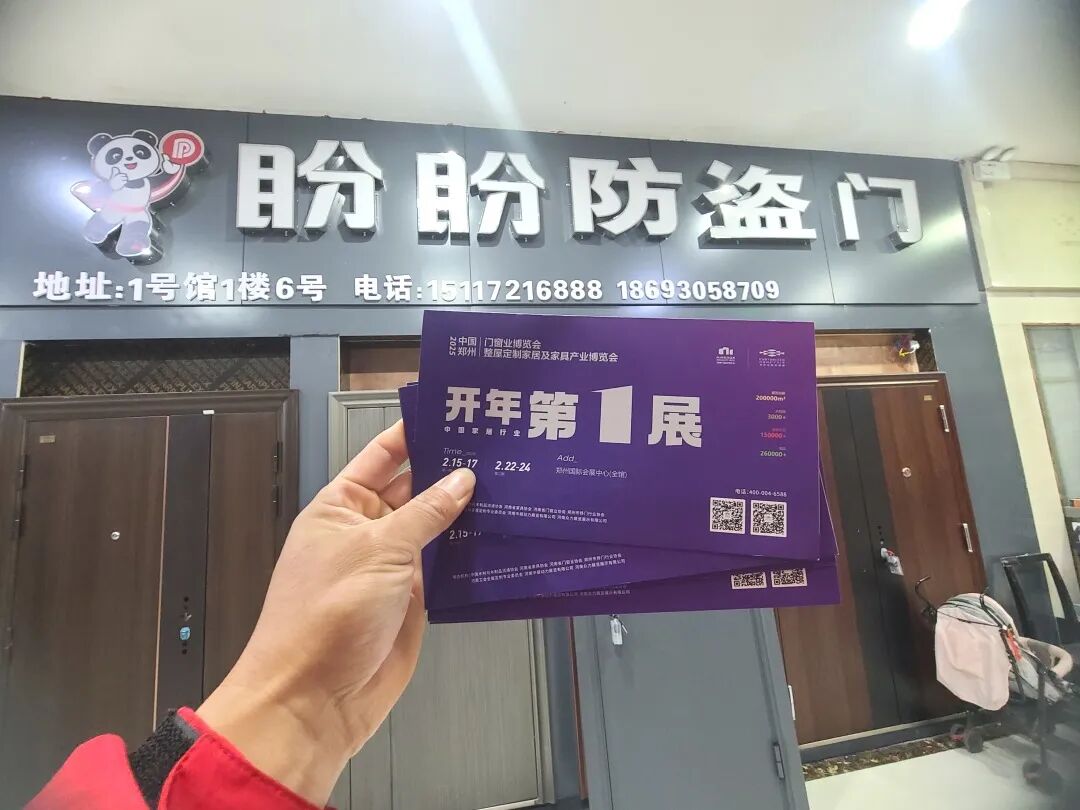 盼盼防盗门
地址:1号馆1楼6号 电话:15117216888 18693058709
2025 中国郑州 门窗业博览会
整屋定制家居及家具产业博览会
开年第1展
中国家居行业
200000m²
3000+
150000+
260000+
Time
Add
2.15-17
2.22-24
郑州国际会展中心(全馆)
电话:400-004-6588
2.15-17